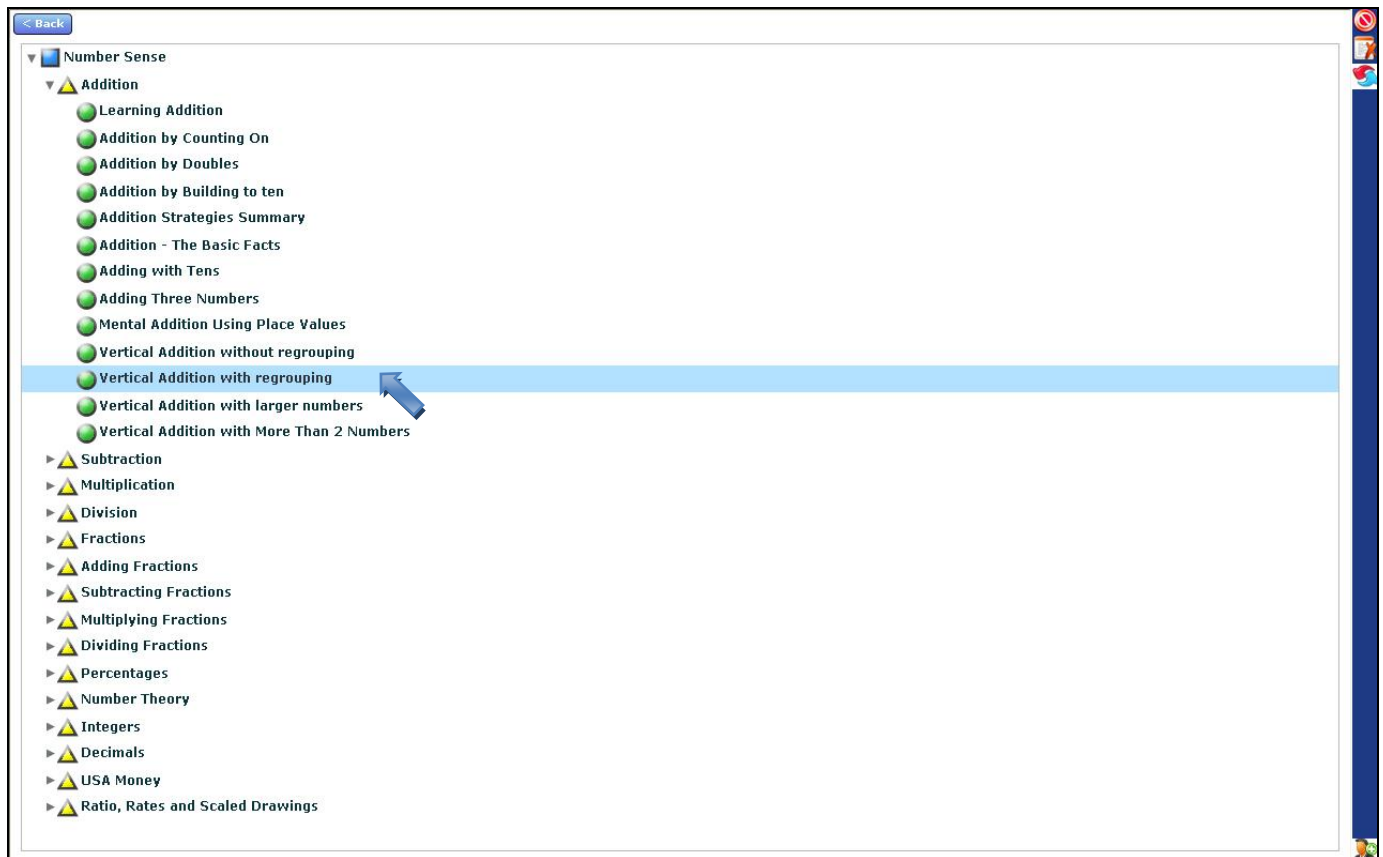 < Back
Number Sense
Addition
Learning Addition
Addition by Counting On
Addition by Doubles
Addition by Building to ten
Addition Strategies Summary
Addition - The Basic Facts
Adding with Tens
Adding Three Numbers
Mental Addition Using Place Values
Vertical Addition without regrouping
Vertical Addition with regrouping
Vertical Addition with larger numbers
Vertical Addition with More Than 2 Numbers
Subtraction
Multiplication
Division
Fractions
Adding Fractions
Subtracting Fractions
Multiplying Fractions
Dividing Fractions
Percentages
Number Theory
Integers
Decimals
USA Money
Ratio, Rates and Scaled Drawings